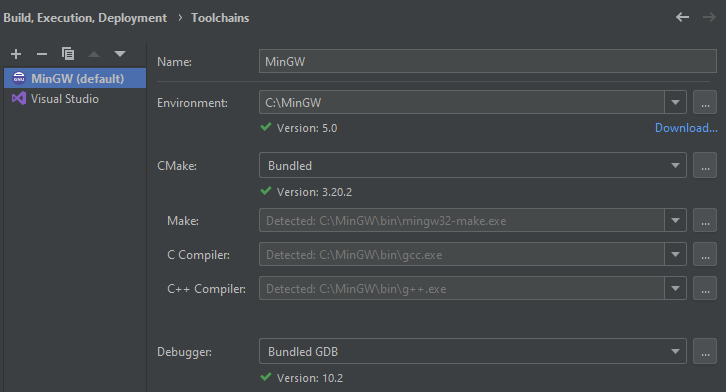 Build, Execution, Deployment › Toolchains
MinGW (default)
Visual Studio
Name: MinGW
Environment: C:\MinGW ...
Version: 5.0 Download...
CMake: Bundled ...
Version: 3.20.2
Make: Detected: C:\MinGW\bin\mingw32-make.exe ...
C Compiler: Detected: C:\MinGW\bin\gcc.exe ...
C++ Compiler: Detected: C:\MinGW\bin\g++.exe ...
Debugger: Bundled GDB ...
Version: 10.2